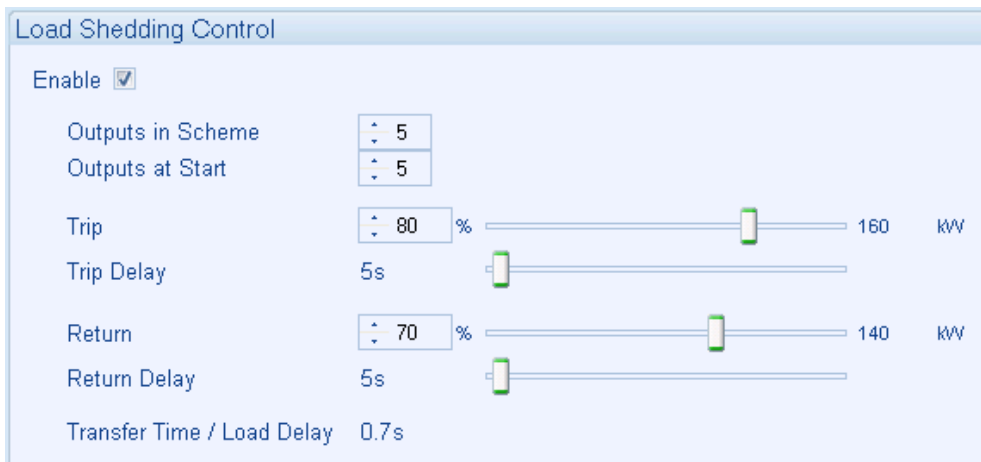 Load Shedding Control
Enable
Outputs in Scheme 5
Outputs at Start 5
Trip 80 % 160 kW
Trip Delay 5s
Return 70 % 140 kW
Return Delay 5s
Transfer Time / Load Delay 0.7s